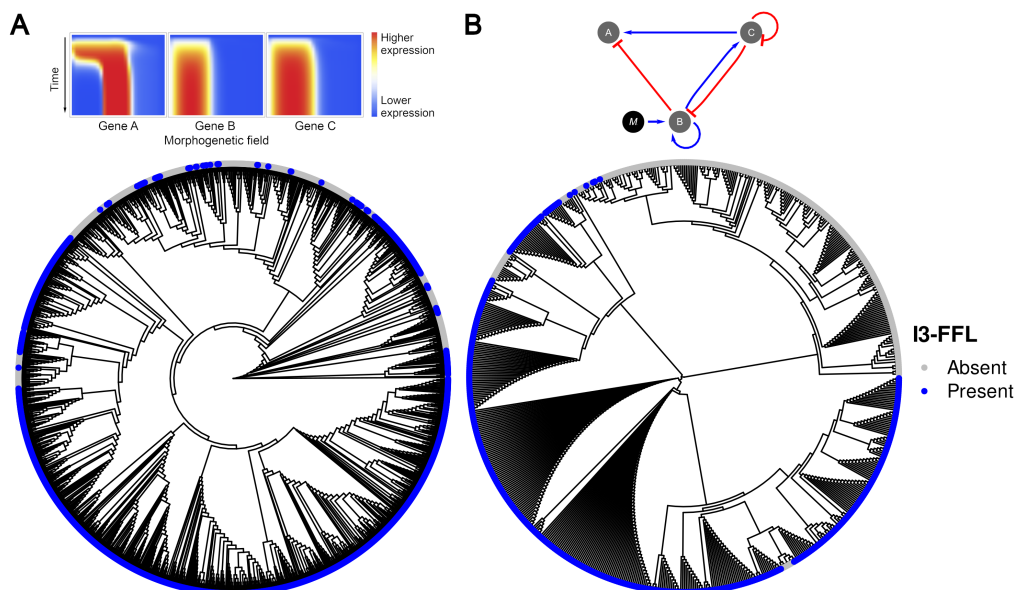 A
Time
Higher
expression
Lower
expression
Gene A
Gene B
Gene C
Morphogenetic field
B
A
C
M
B
I3-FFL
Absent
Present